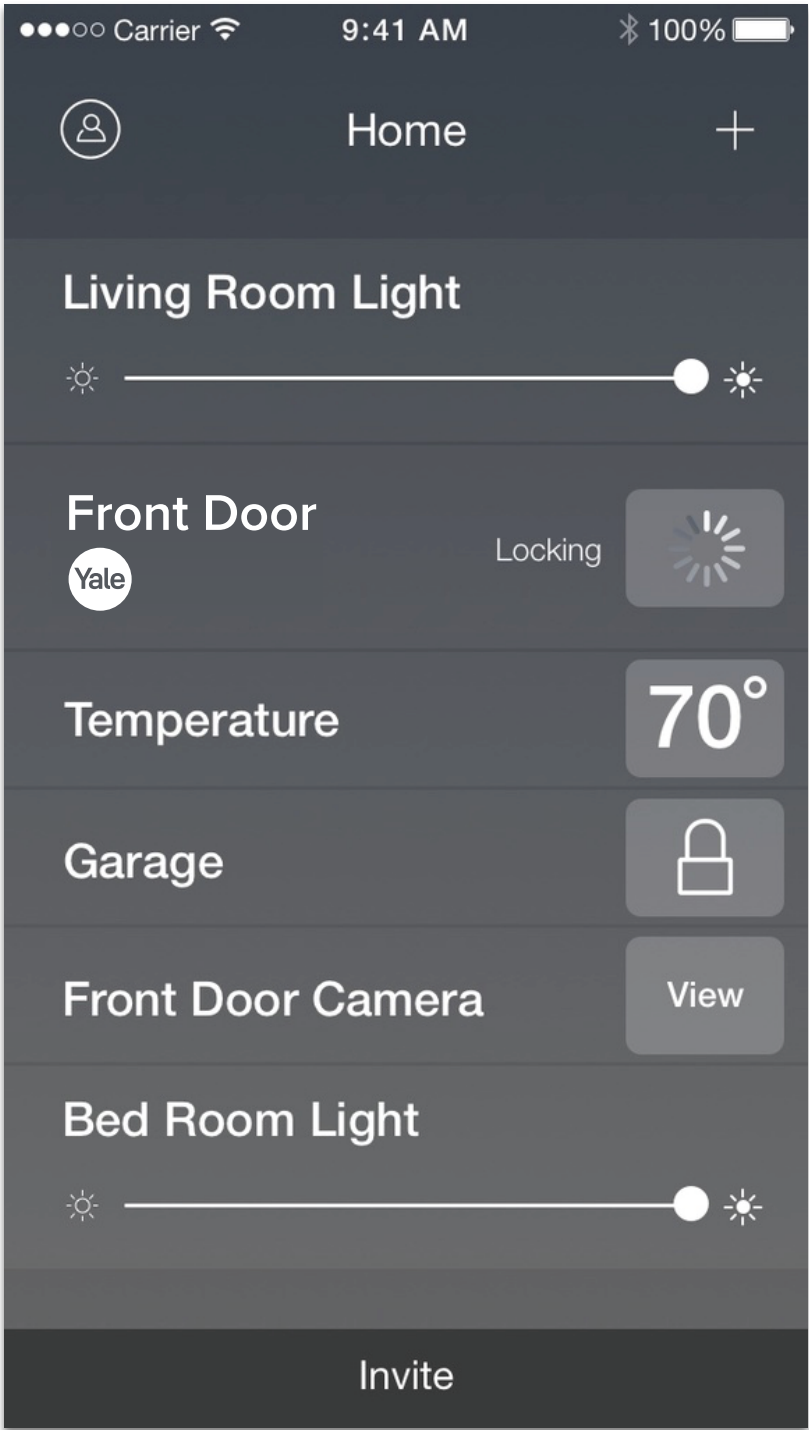 Carrier 9:41 AM 100%
Home
Living Room Light
Front Door
Yale
Locking
Temperature
70°
Garage
Front Door Camera
View
Bed Room Light
Invite